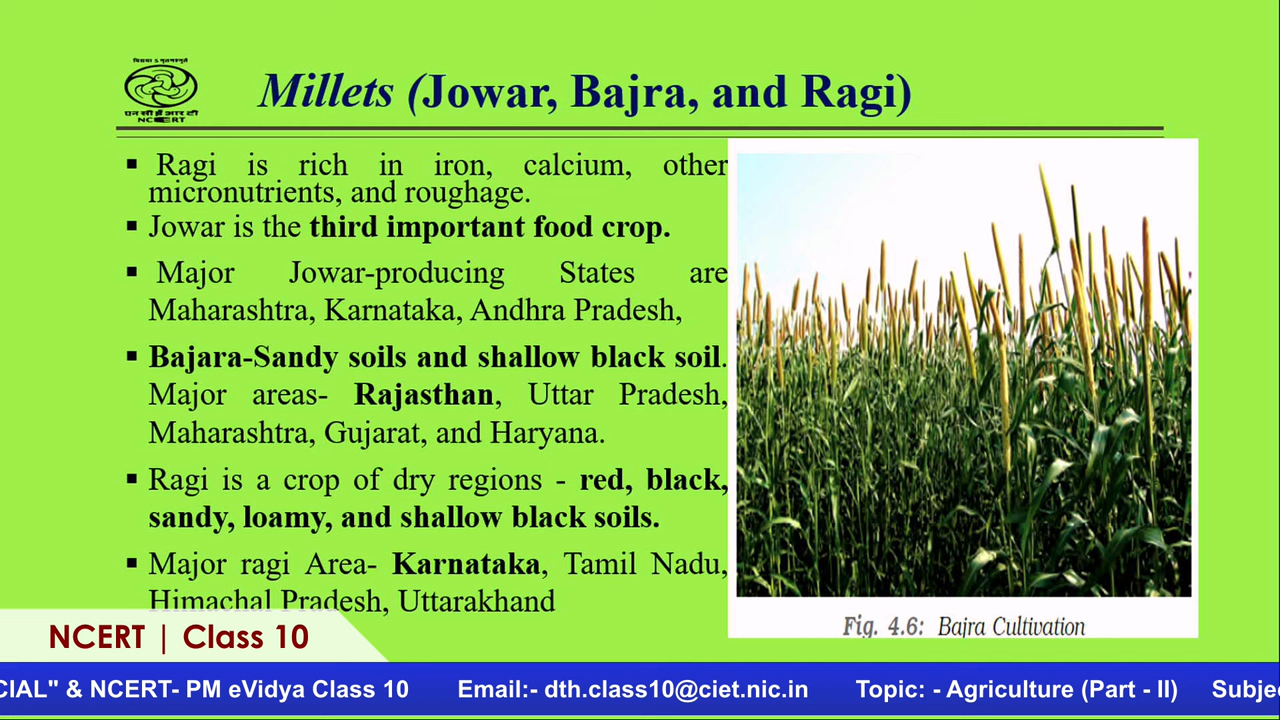 विद्यया ऽ मृतमश्नुते
एन सी ई आर टी
NCERT
Millets (Jowar, Bajra, and Ragi)
▪ Ragi is rich in iron, calcium, other
micronutrients, and roughage.
▪ Jowar is the third important food crop.
▪ Major Jowar-producing States are
Maharashtra, Karnataka, Andhra Pradesh,
▪ Bajara-Sandy soils and shallow black soil.
Major areas- Rajasthan, Uttar Pradesh,
Maharashtra, Gujarat, and Haryana.
▪ Ragi is a crop of dry regions - red, black,
sandy, loamy, and shallow black soils.
▪ Major ragi Area- Karnataka, Tamil Nadu,
Himachal Pradesh, Uttarakhand
Fig. 4.6: Bajra Cultivation
NCERT | Class 10
CIAL" & NCERT- PM eVidya Class 10 Email:- dth.class10@ciet.nic.in Topic: - Agriculture (Part - II) Subje